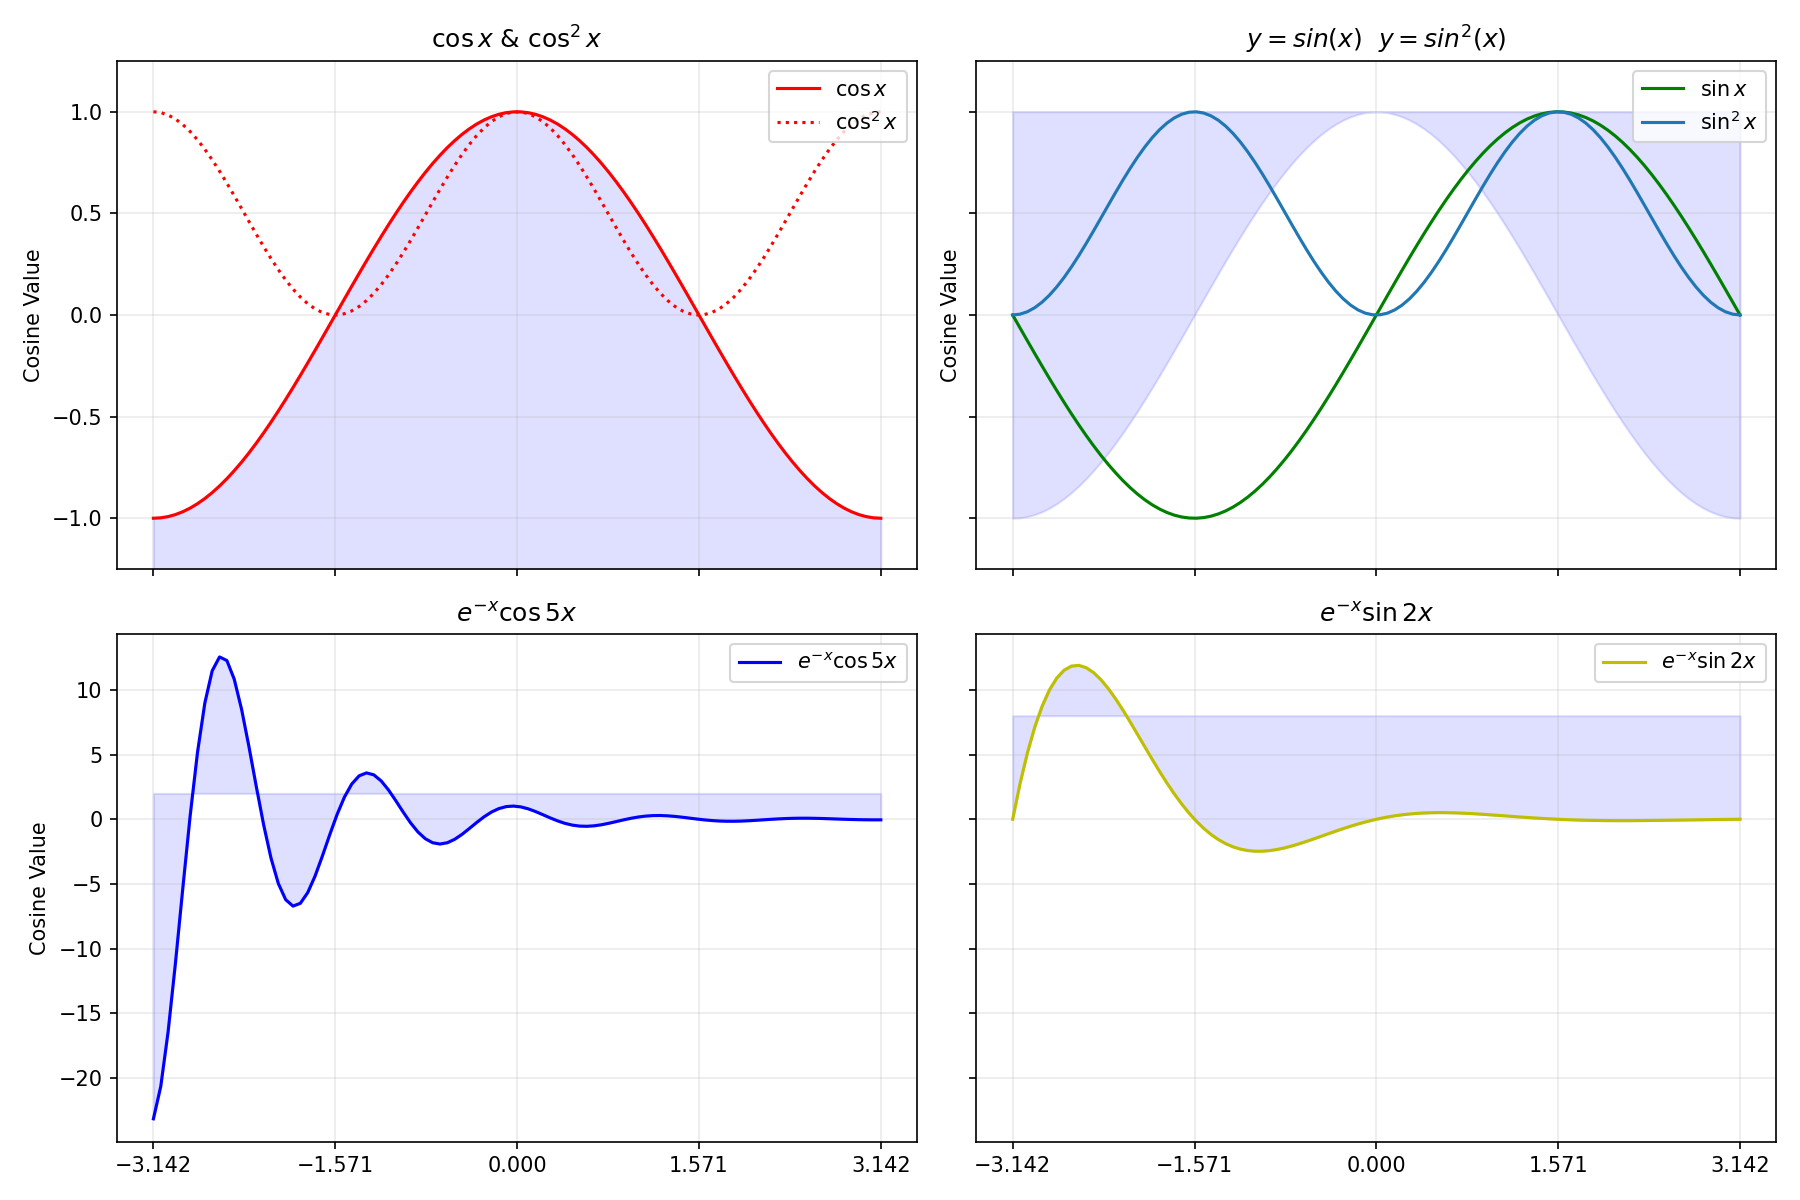 cos x & cos² x
y = sin(x)  y = sin²(x)
cos x
cos² x
sin x
sin² x
1.0
0.5
0.0
−0.5
−1.0
Cosine Value
Cosine Value
e⁻ˣcos 5x
e⁻ˣsin 2x
e⁻ˣcos 5x
e⁻ˣsin 2x
10
5
0
−5
−10
−15
−20
Cosine Value
−3.142 −1.571 0.000 1.571 3.142
−3.142 −1.571 0.000 1.571 3.142